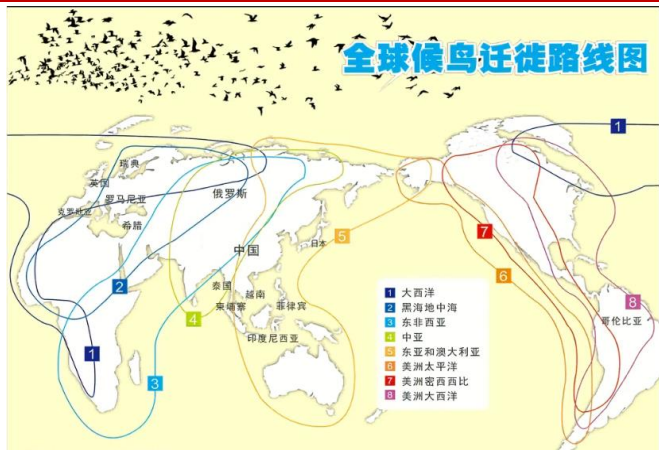 全球候鸟迁徙路线图
1
瑞典
英国
俄罗斯
克罗地亚
罗马尼亚
希腊
中国
日本
5
7
2
泰国
越南
柬埔寨
菲律宾
6
4
印度尼西亚
8
哥伦比亚
1
3
1 大西洋
2 黑海地中海
3 东非西亚
4 中亚
5 东亚和澳大利亚
6 美洲太平洋
7 美洲密西西比
8 美洲大西洋